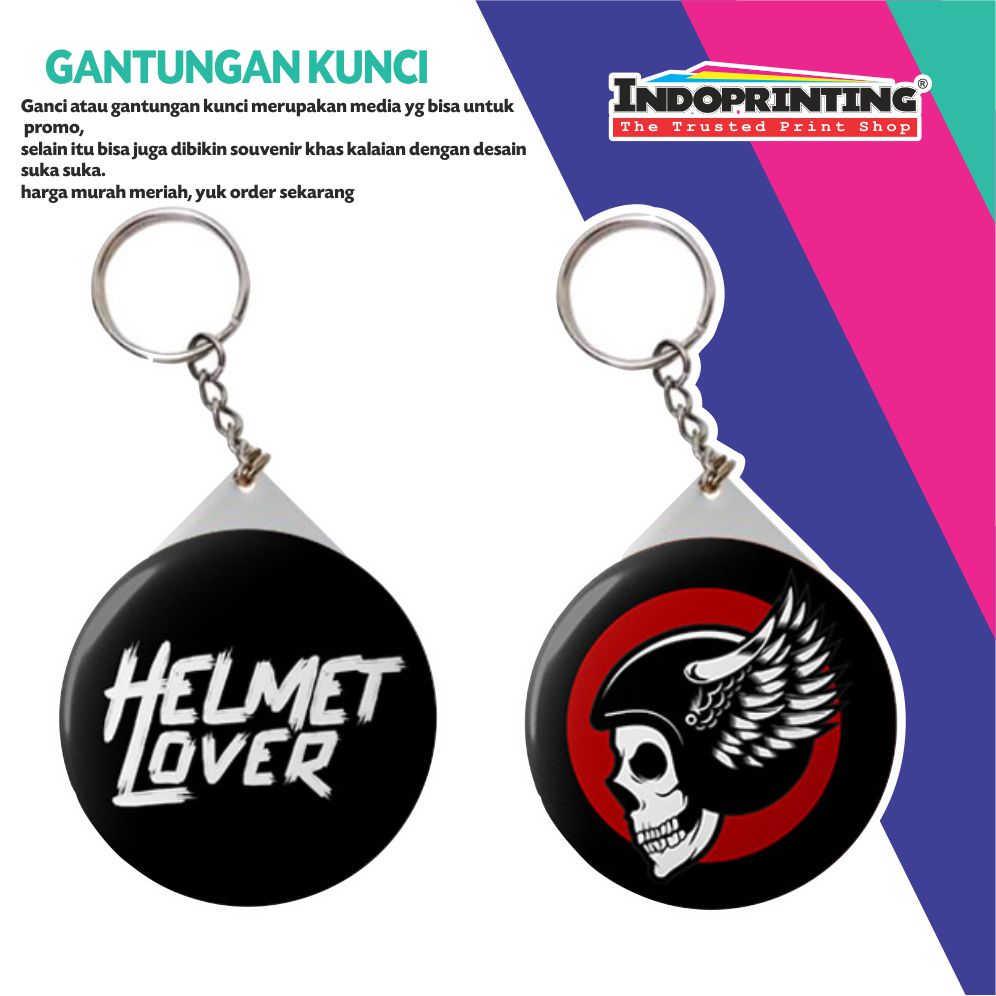 GANTUNGAN KUNCI
Ganci atau gantungan kunci merupakan media yg bisa untuk
promo,
selain itu bisa juga dibikin souvenir khas kalaian dengan desain
suka suka.
harga murah meriah, yuk order sekarang
INDOPRINTING®
The Trusted Print Shop
HELMET
LOVER